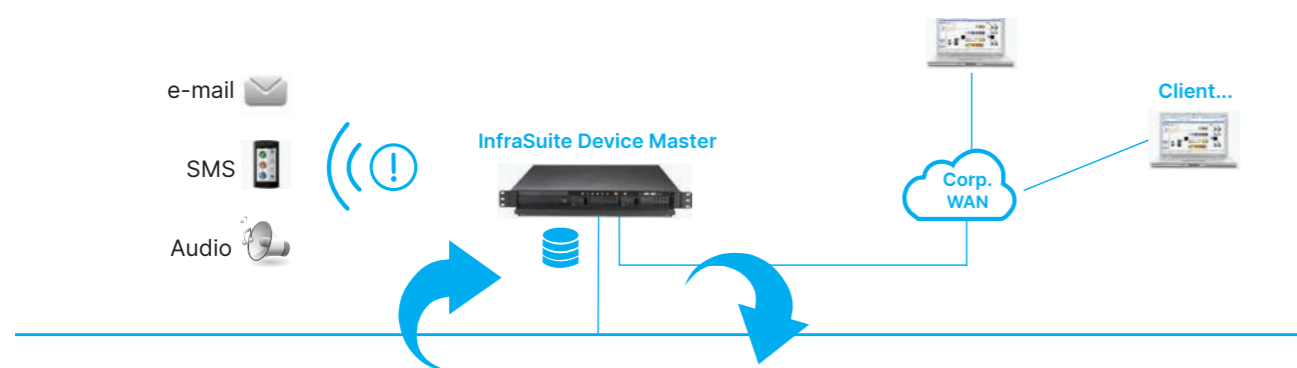 e-mail
SMS
Audio
InfraSuite Device Master
Client...
Corp.
WAN